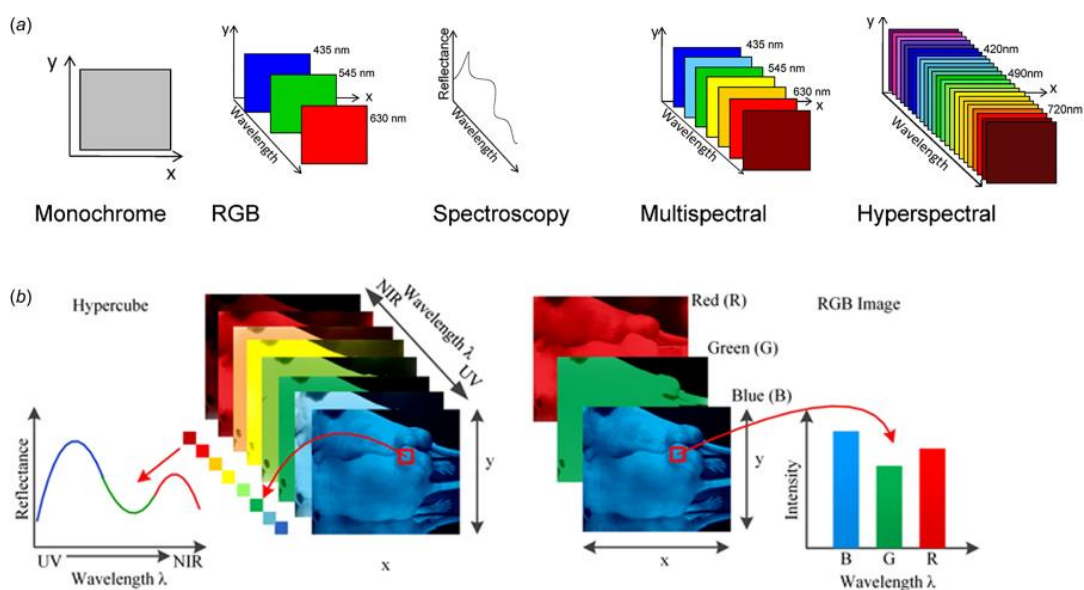 (a)
y
x
Monochrome
y
435 nm
545 nm
x
630 nm
Wavelength
RGB
Reflectance
Wavelength
Spectroscopy
y
435 nm
545 nm
x
630 nm
Wavelength
Multispectral
y
420nm
490nm
x
720nm
Wavelength
Hyperspectral
(b)
Hypercube
NIR
Wavelength λ
UV
Reflectance
UV
NIR
Wavelength λ
y
x
Red (R)
Green (G)
Blue (B)
y
x
RGB Image
Intensity
B G R
Wavelength λ